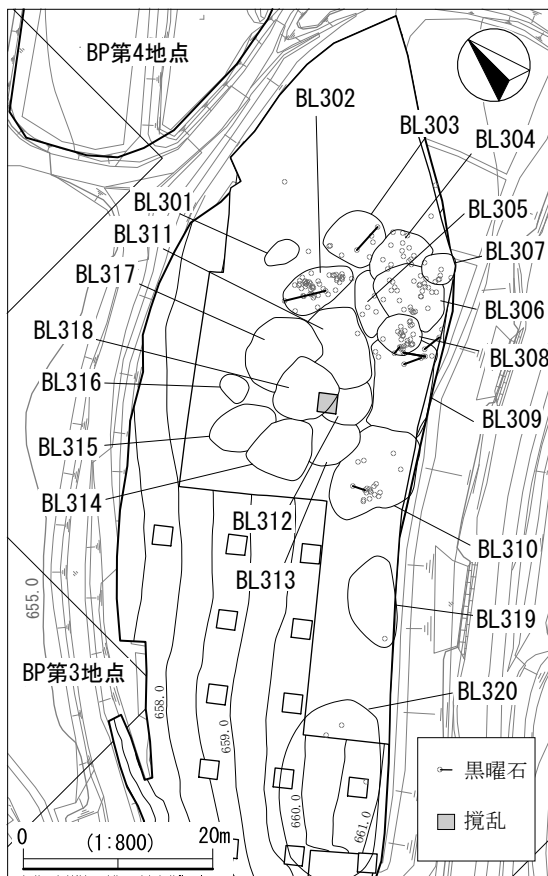 BP第4地点
BL302
BL303
BL304
BL301
BL305
BL311
BL307
BL317
BL306
BL318
BL308
BL316
BL309
BL315
BL314
BL312
BL310
BL313
BL319
655.0
BP第3地点
BL320
658.0
659.0
660.0
661.0
黒曜石
撹乱
0 (1:800) 20m